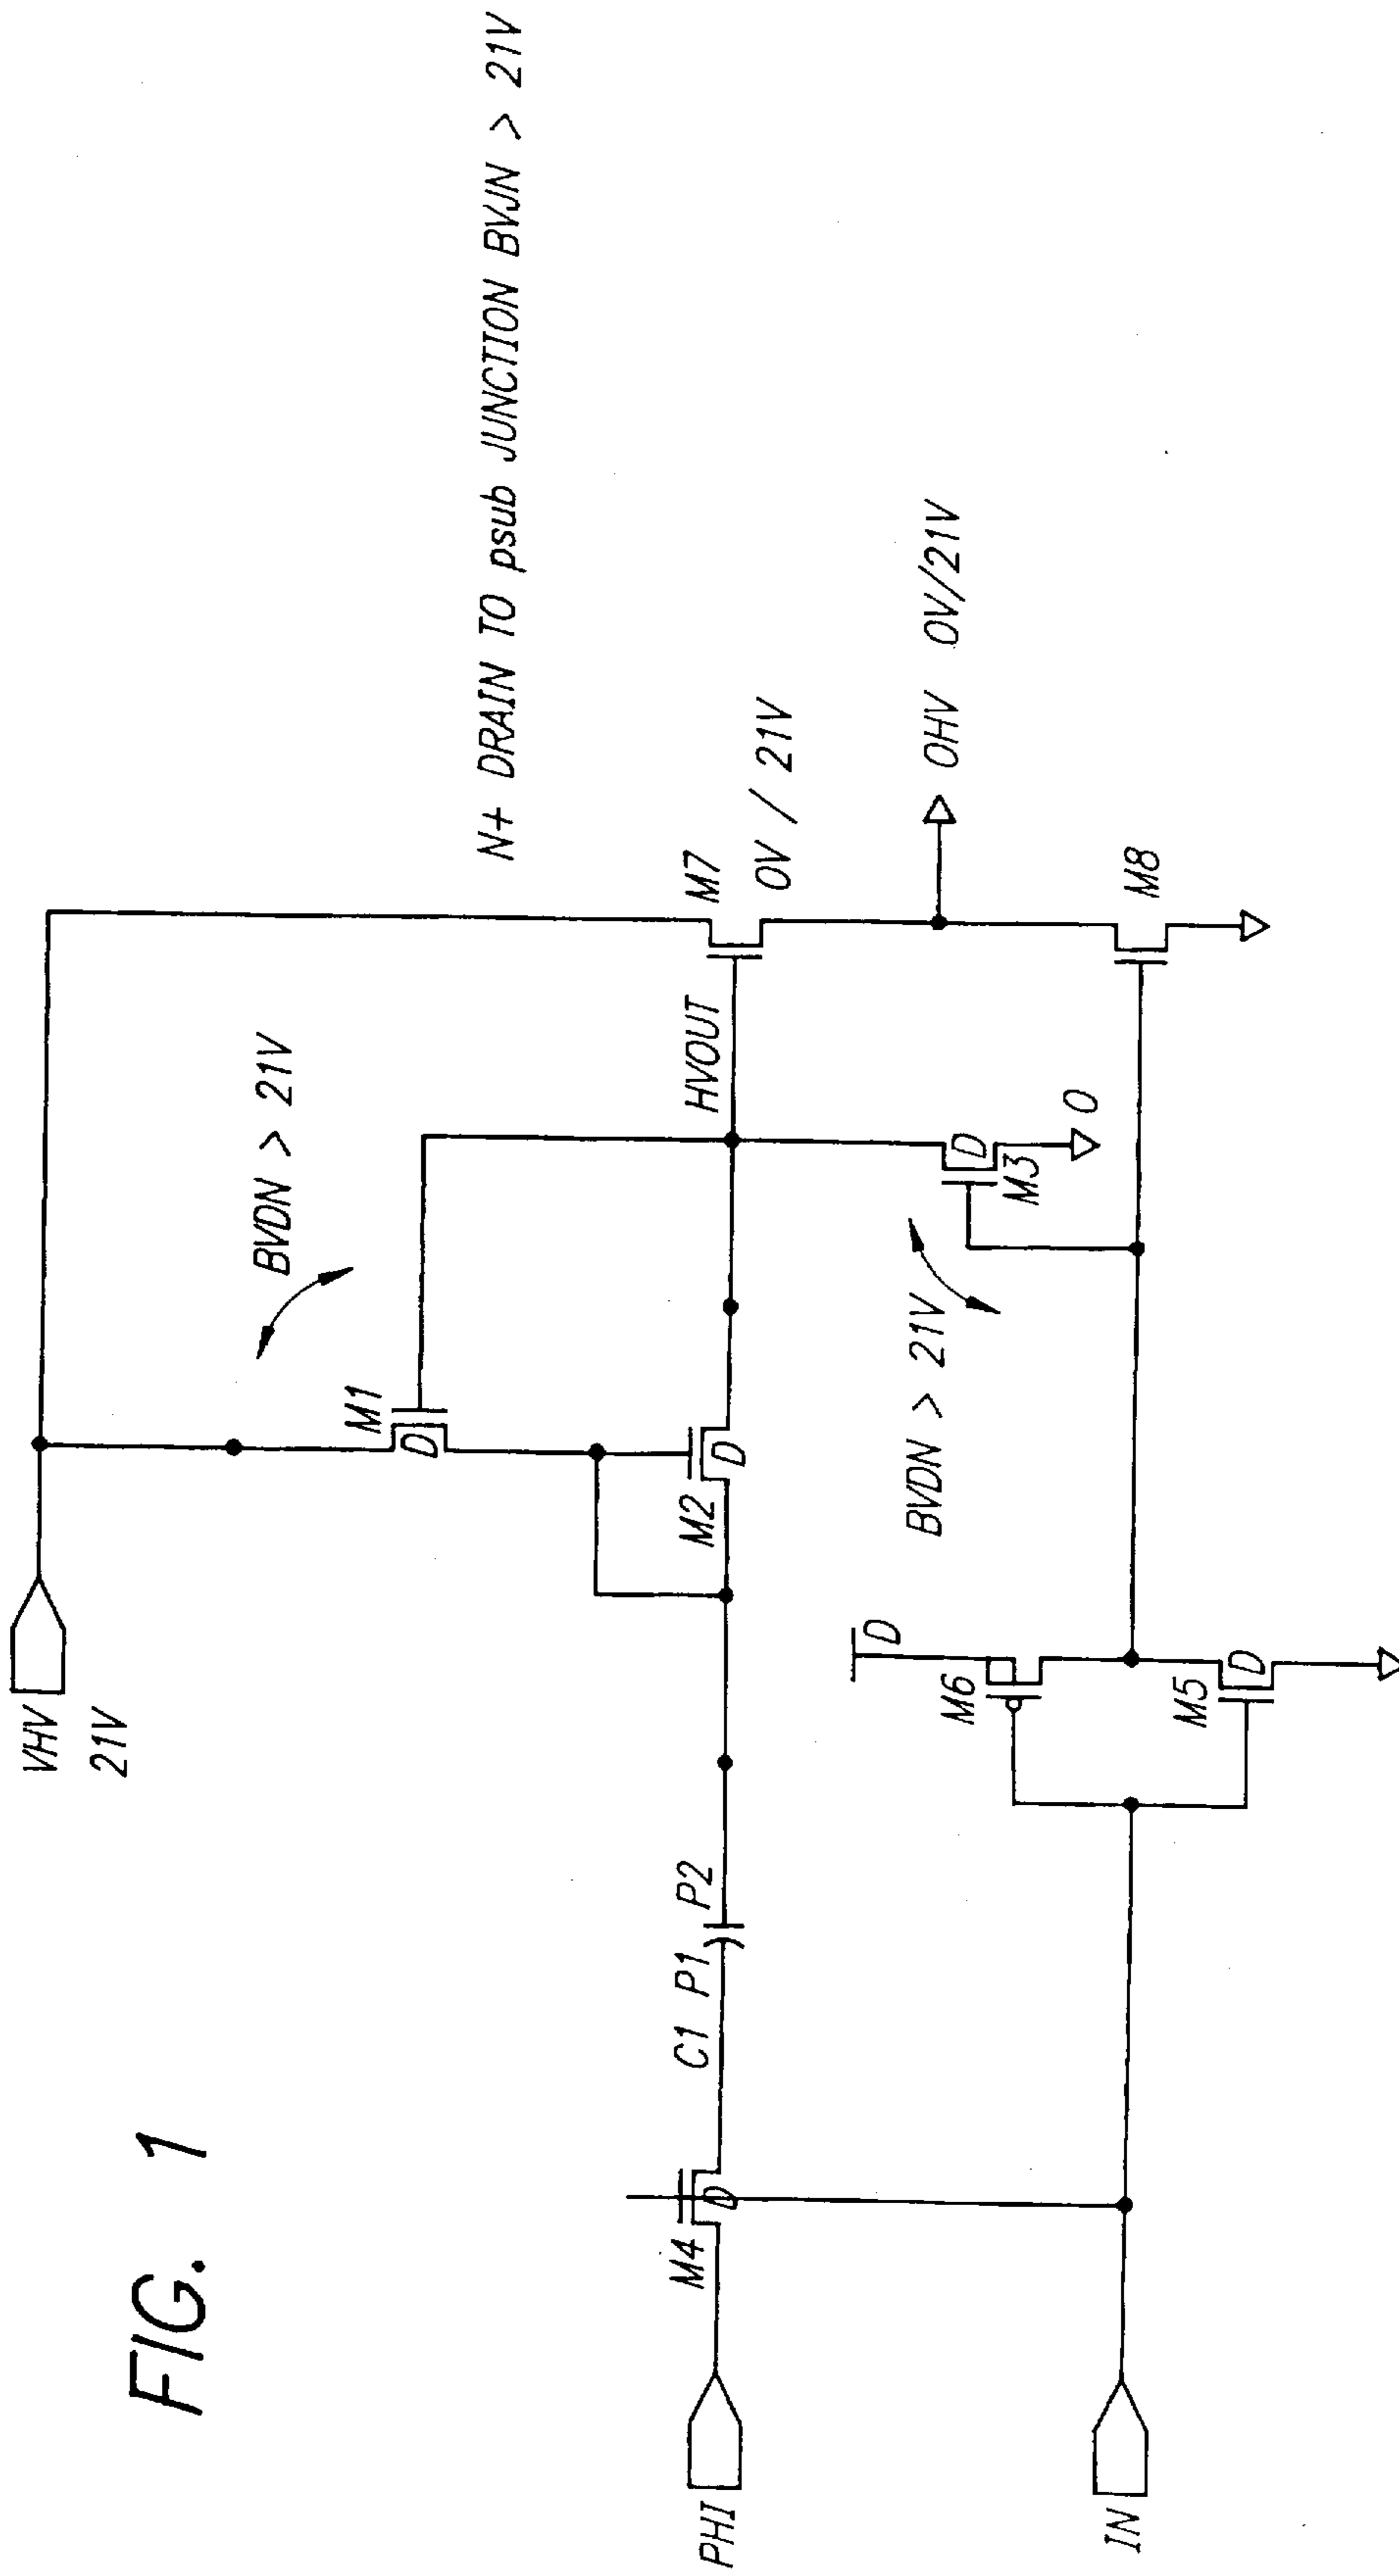 FIG. 1
VHV
21V
BVDN > 21V
M1
N+ DRAIN TO psub JUNCTION BVJN > 21V
D
M2
D
HVOUT
M7
0V / 21V
PHI
M4
D
C1 P1 P2
BVDN > 21V
D
M3
0
OHV 0V/21V
D
M6
M5
D
M8
IN